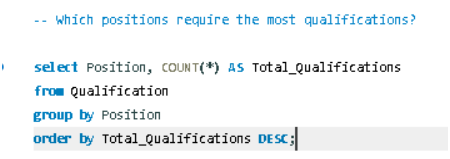 -- Which positions require the most qualifications?
select Position, COUNT(*) AS Total_Qualifications
from Qualification
group by Position
order by Total_Qualifications DESC;